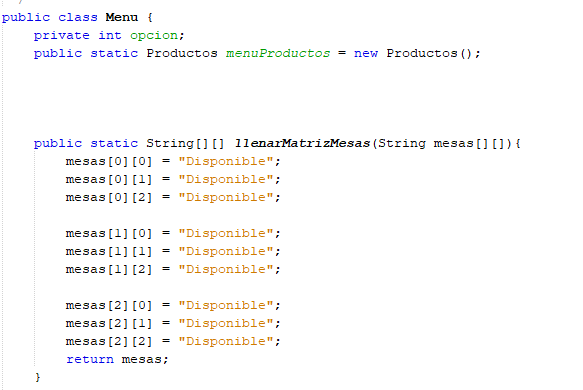 public class Menu {
private int opcion;
public static Productos menuProductos = new Productos();
public static String[][] llenarMatrizMesas(String mesas[][]){
mesas[0][0] = "Disponible";
mesas[0][1] = "Disponible";
mesas[0][2] = "Disponible";
mesas[1][0] = "Disponible";
mesas[1][1] = "Disponible";
mesas[1][2] = "Disponible";
mesas[2][0] = "Disponible";
mesas[2][1] = "Disponible";
mesas[2][2] = "Disponible";
return mesas;
}